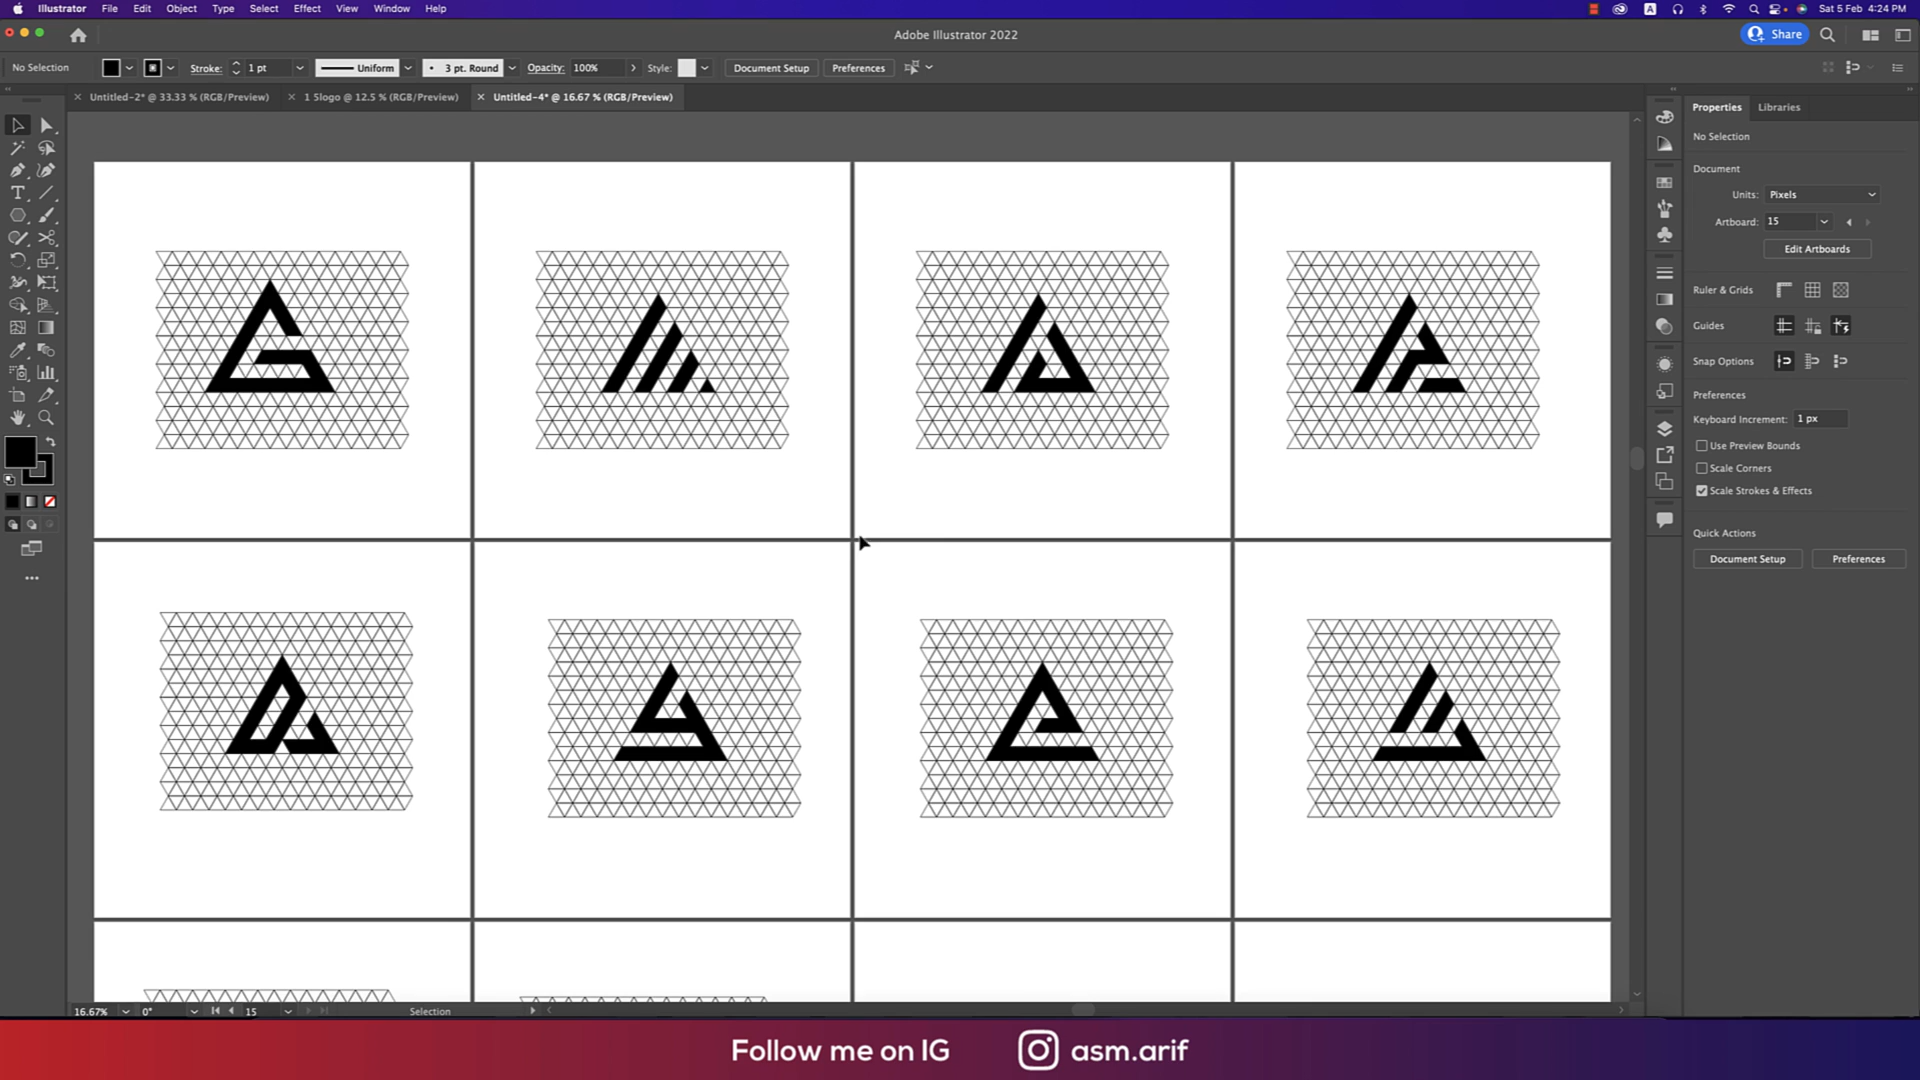 Illustrator File Edit Object Type Select Effect View Window Help A Sat 5 Feb 4:24 PM
Adobe Illustrator 2022 Share
No Selection Stroke: 1 pt Uniform 3 pt. Round Opacity: 100% Style: Document Setup Preferences
Untitled-2* @ 33.33 % (RGB/Preview) 1 5logo @ 12.5 % (RGB/Preview) Untitled-4* @ 16.67 % (RGB/Preview)
Properties Libraries
No Selection
Document
Units: Pixels
Artboard: 15
Edit Artboards
Ruler & Grids
Guides
Snap Options
Preferences
Keyboard Increment: 1 px
Use Preview Bounds
Scale Corners
Scale Strokes & Effects
Quick Actions
Document Setup Preferences
16.67% 0° 15 Selection
Follow me on IG asm.arif